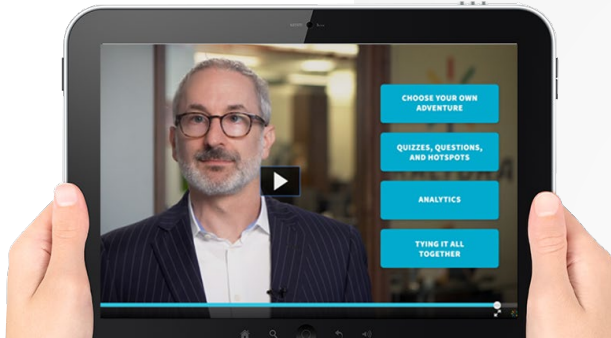 CHOOSE YOUR OWN
ADVENTURE
QUIZZES, QUESTIONS,
AND HOTSPOTS
ANALYTICS
TYING IT ALL
TOGETHER